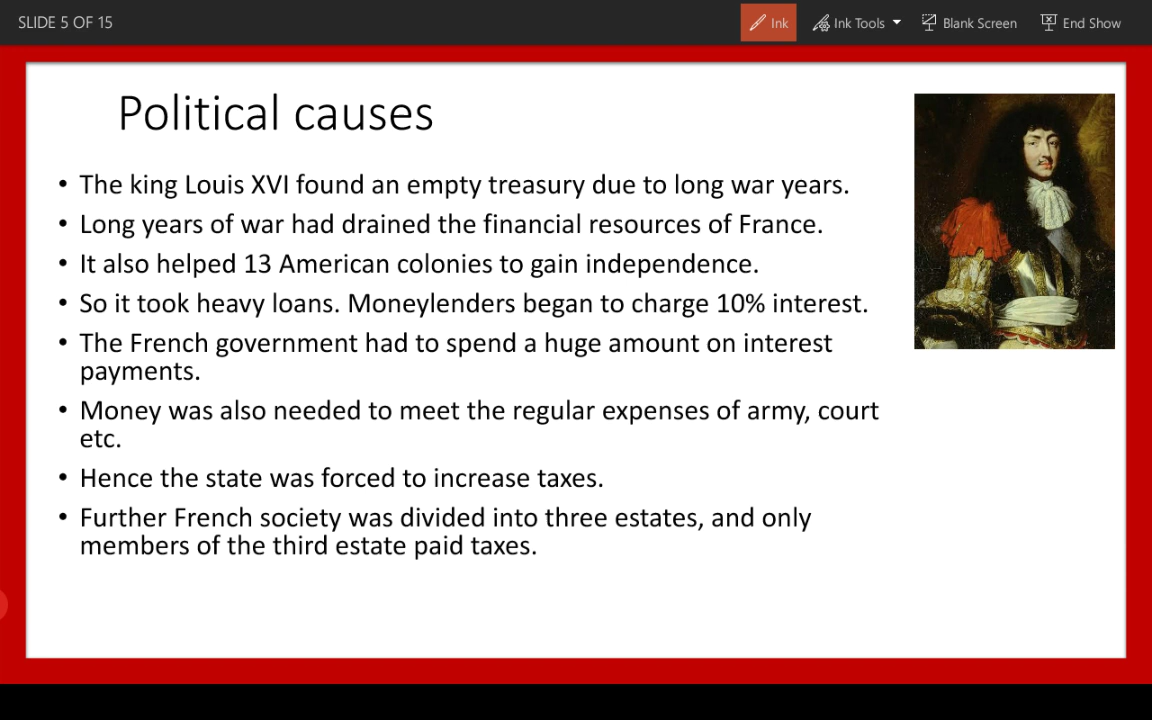 SLIDE 5 OF 15
Ink
Ink Tools
Blank Screen
End Show
Political causes
• The king Louis XVI found an empty treasury due to long war years.
• Long years of war had drained the financial resources of France.
• It also helped 13 American colonies to gain independence.
• So it took heavy loans. Moneylenders began to charge 10% interest.
• The French government had to spend a huge amount on interest
payments.
• Money was also needed to meet the regular expenses of army, court
etc.
• Hence the state was forced to increase taxes.
• Further French society was divided into three estates, and only
members of the third estate paid taxes.